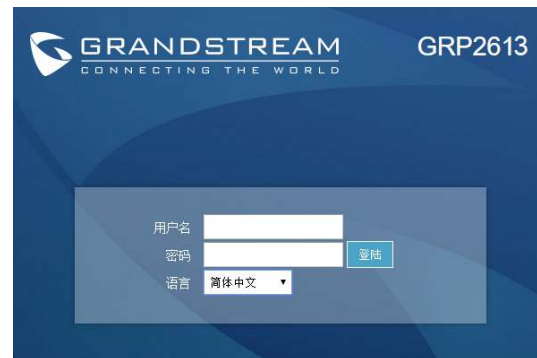 GRANDSTREAM
CONNECTING THE WORLD
GRP2613
用户名
密码
登陆
语言
简体中文